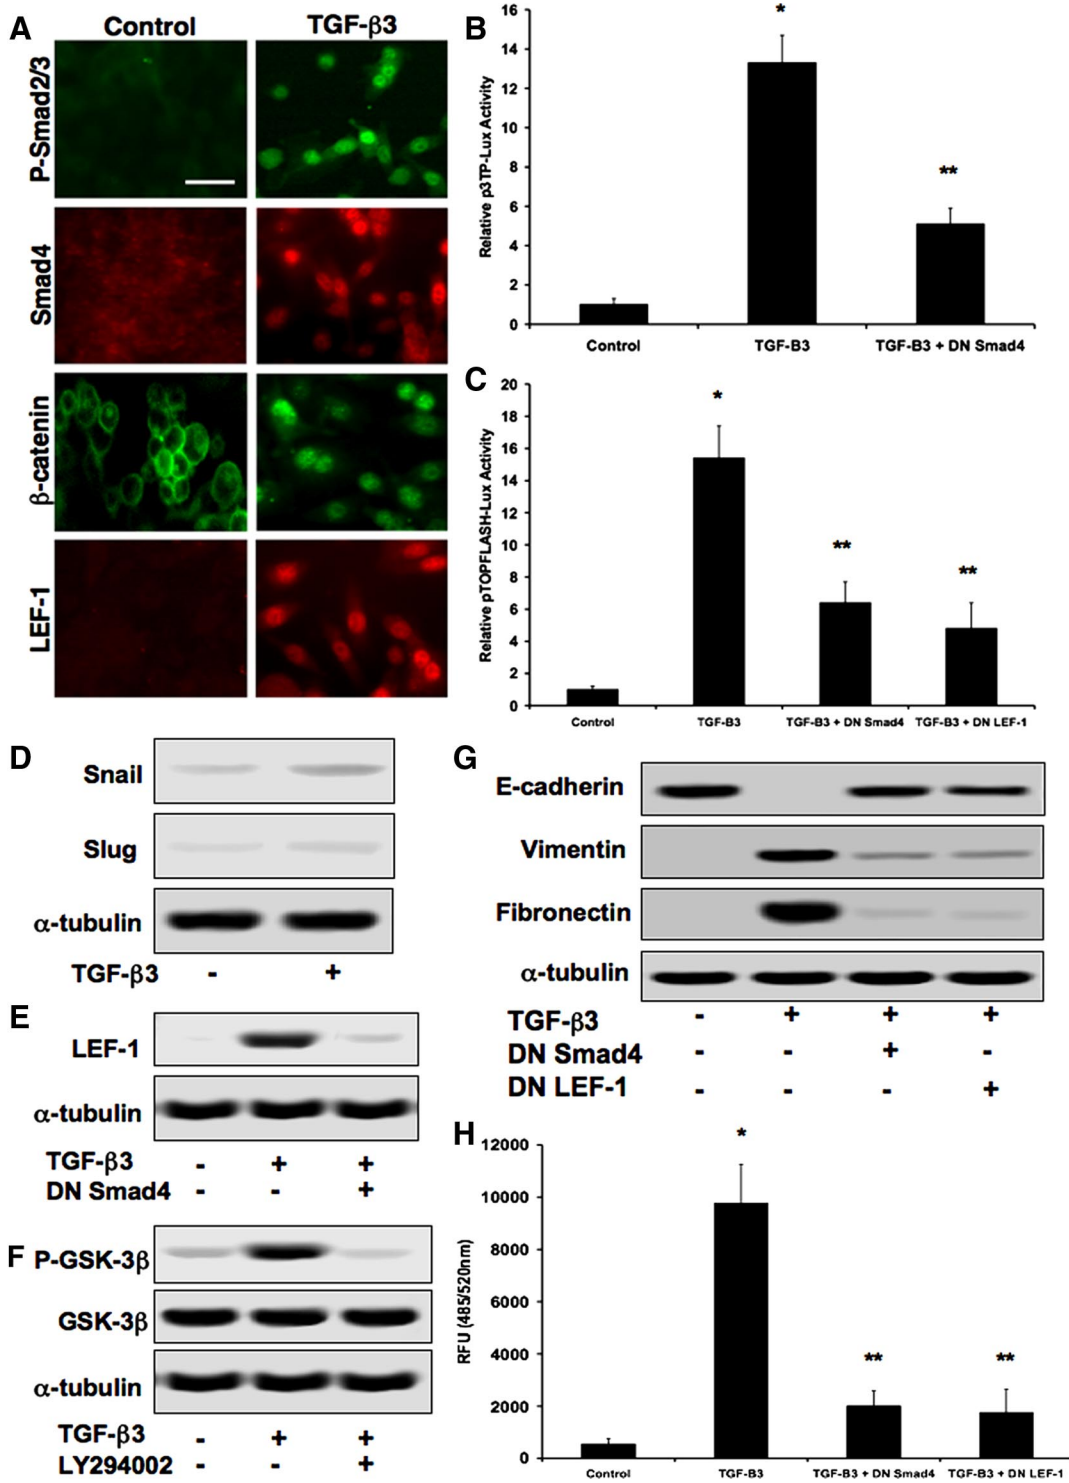 A
Control
TGF-β3
P-Smad2/3
Smad4
β-catenin
LEF-1
B
Relative p3TP-Lux Activity
16
14
12
10
8
6
4
2
0
*
**
Control
TGF-B3
TGF-B3 + DN Smad4
C
Relative pTOPFLASH-Lux Activity
20
18
16
14
12
10
8
6
4
2
0
*
**
**
Control
TGF-B3
TGF-B3 + DN Smad4
TGF-B3 + DN LEF-1
D
Snail
Slug
α-tubulin
TGF-β3 - +
E
LEF-1
α-tubulin
TGF-β3 - + +
DN Smad4 - - +
F
P-GSK-3β
GSK-3β
α-tubulin
TGF-β3 - + +
LY294002 - - +
G
E-cadherin
Vimentin
Fibronectin
α-tubulin
TGF-β3 - + + +
DN Smad4 - - + -
DN LEF-1 - - - +
H
RFU (485/520nm)
12000
10000
8000
6000
4000
2000
0
*
**
**
Control
TGF-B3
TGF-B3 + DN Smad4
TGF-B3 + DN LEF-1